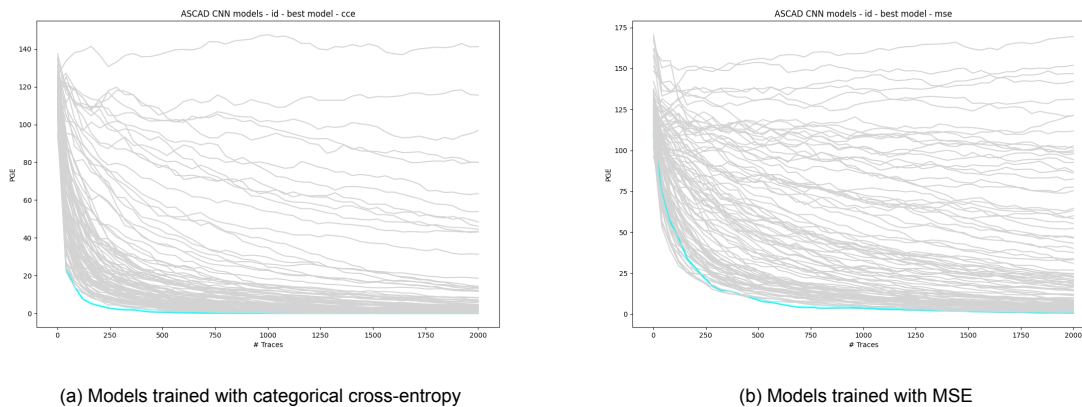 ASCAD CNN models - id - best model - cce
PGE
140
120
100
80
60
40
20
0
0 250 500 750 1000 1250 1500 1750 2000
# Traces
(a) Models trained with categorical cross-entropy
ASCAD CNN models - id - best model - mse
PGE
175
150
125
100
75
50
25
0
0 250 500 750 1000 1250 1500 1750 2000
# Traces
(b) Models trained with MSE